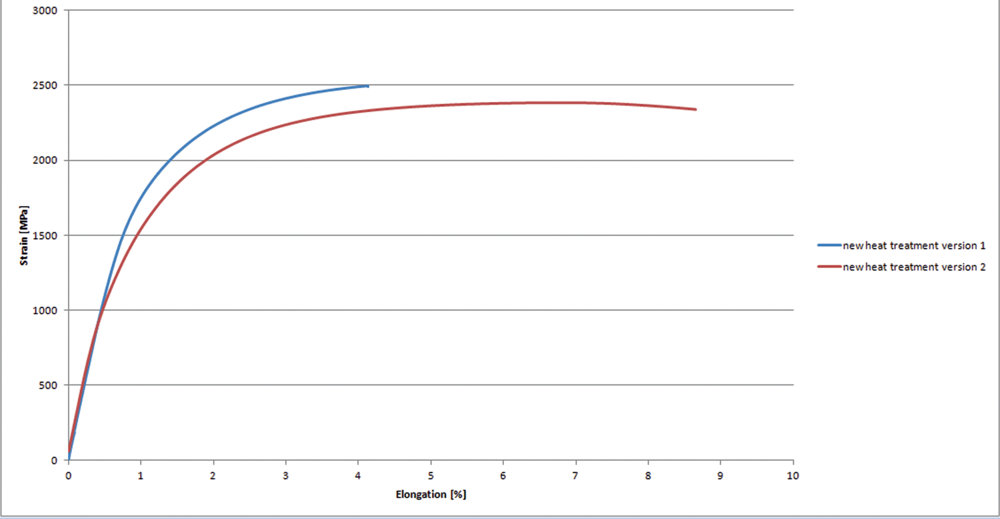 3000
2500
2000
1500
1000
500
0
Strain [MPa]
0 1 2 3 4 5 6 7 8 9 10
Elongation [%]
new heat treatment version 1
new heat treatment version 2